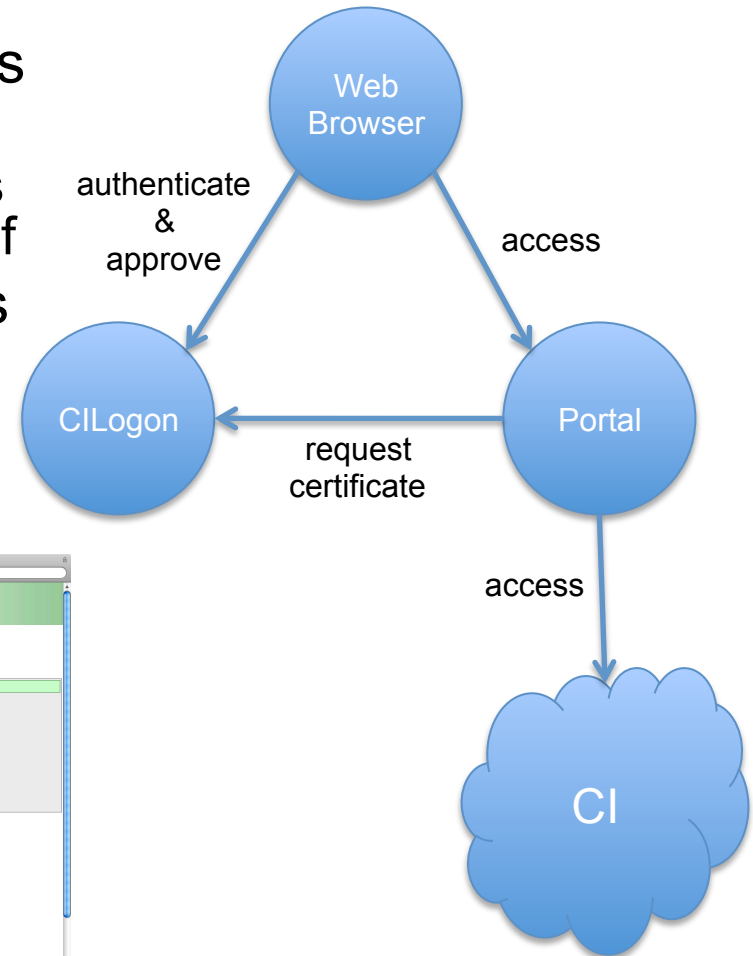 Web
Browser
authenticate
&
approve
access
CILogon
Portal
request
certificate
access
CI